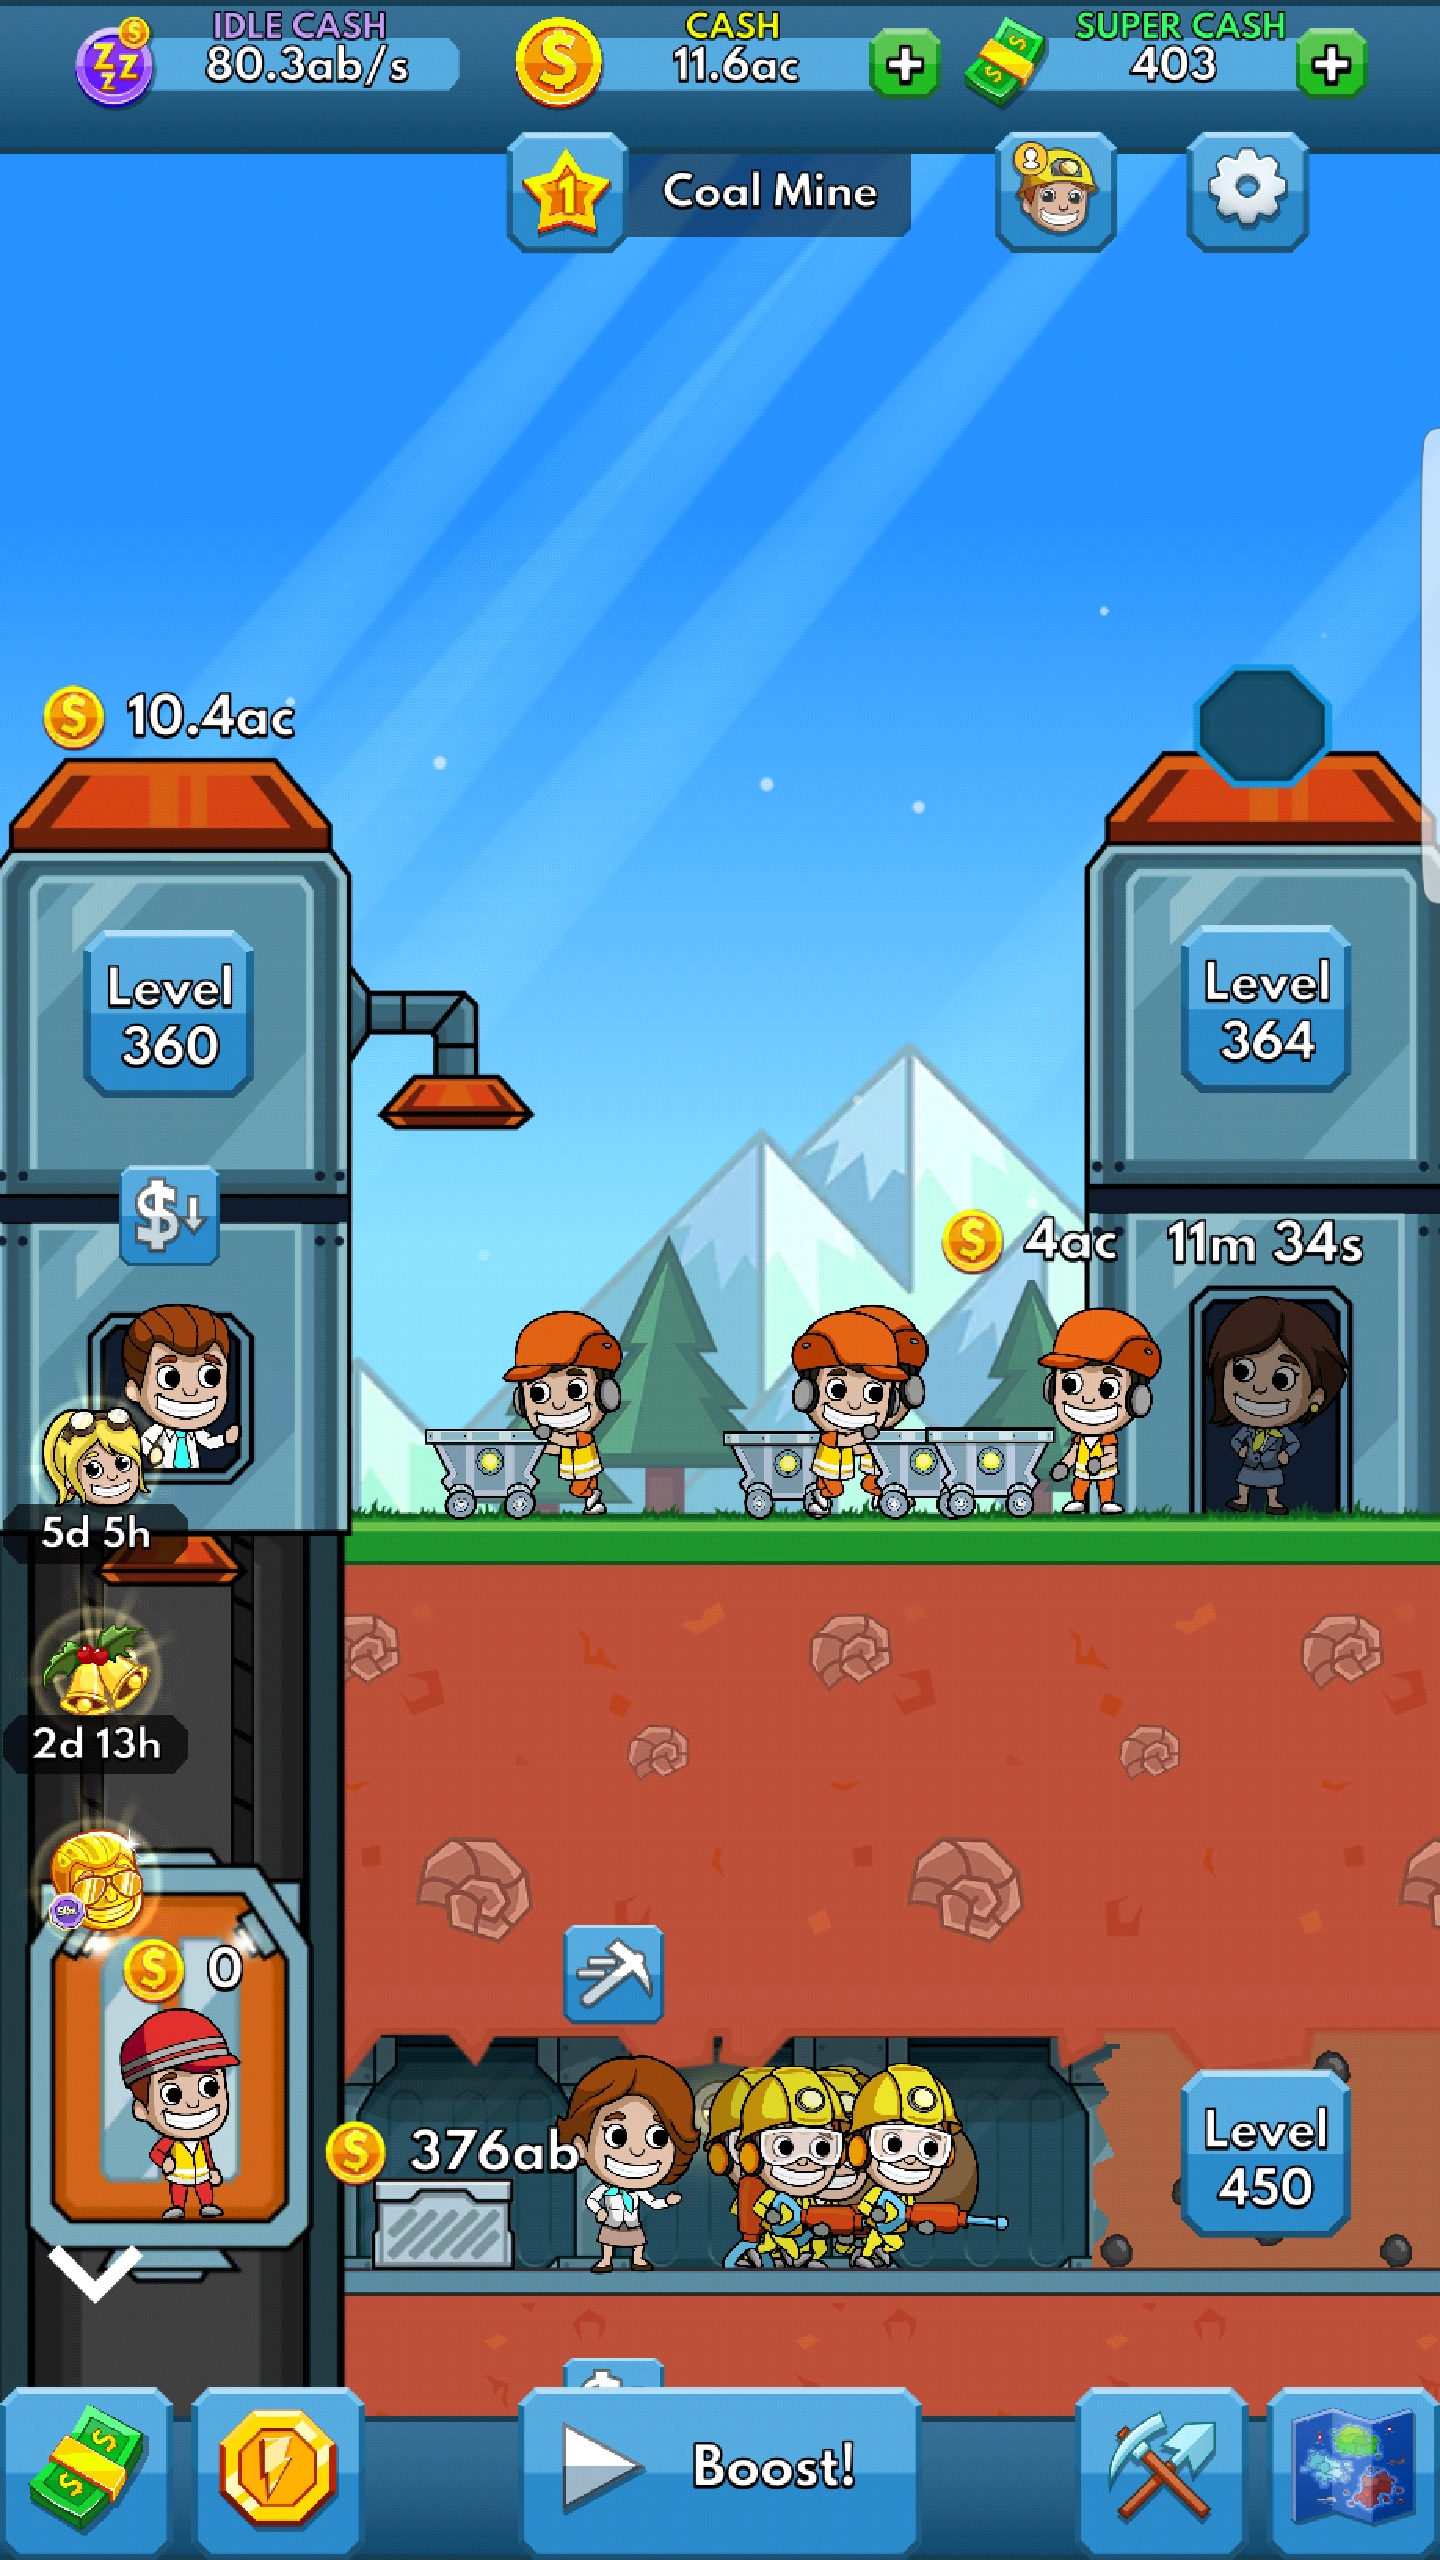 IDLE CASH
80.3ab/s
CASH
11.6ac
SUPER CASH
403
1
Coal Mine
10.4ac
Level
360
Level
364
4ac
11m 34s
5d 5h
2d 13h
0
376ab
Level
450
Boost!